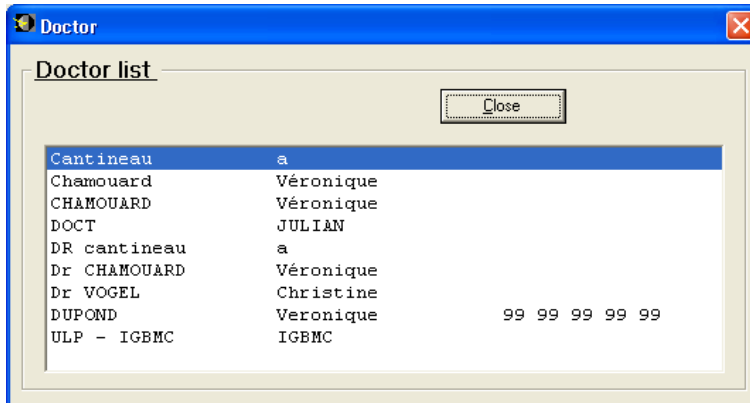 Doctor
Doctor list
Close
Cantineau a
Chamouard Véronique
CHAMOUARD Véronique
DOCT JULIAN
DR cantineau a
Dr CHAMOUARD Véronique
Dr VOGEL Christine
DUPOND Veronique 99 99 99 99 99
ULP - IGBMC IGBMC